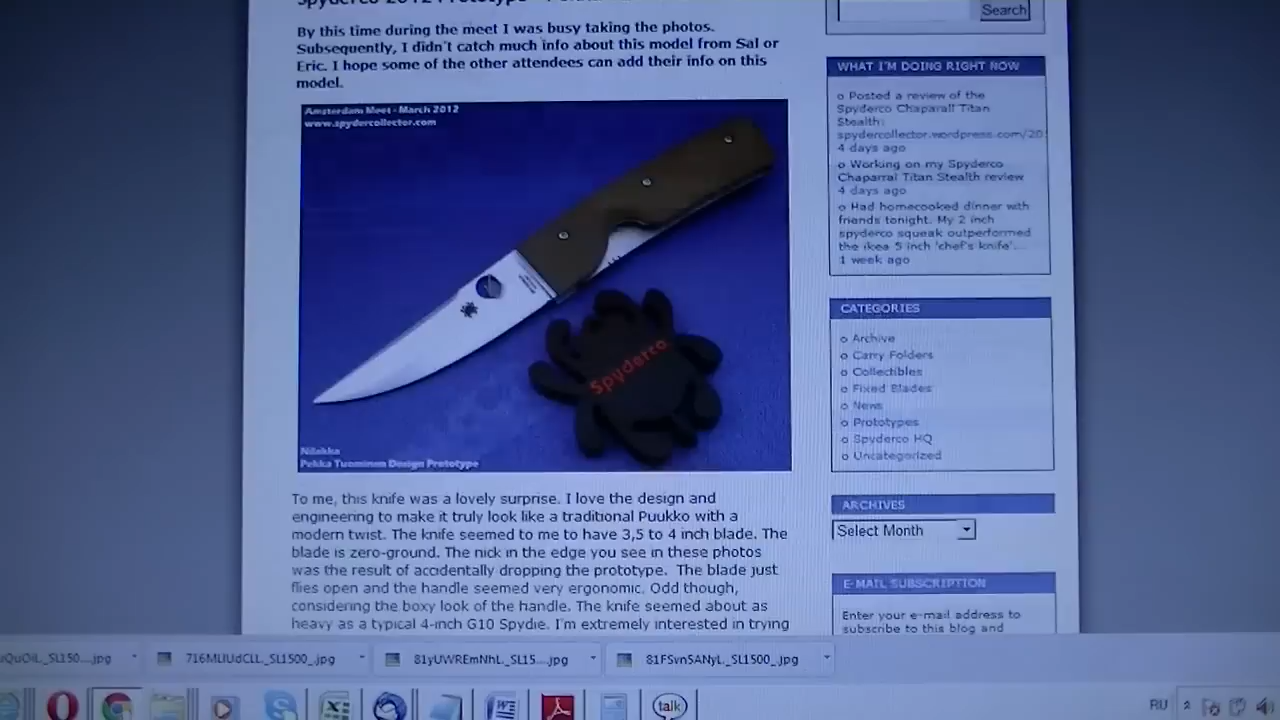 By this time during the meet I was busy taking the photos.
Subsequently, I didn't catch much info about this model from Sal or
Eric. I hope some of the other attendees can add their info on this
model.
Amsterdam Meet - March 2012
www.spydercollector.com
Spyderco
Nilakka
Pekka Tuominen Design Prototype
To me, this knife was a lovely surprise. I love the design and
engineering to make it truly look like a traditional Puukko with a
modern twist. The knife seemed to me to have 3,5 to 4 inch blade. The
blade is zero-ground. The nick in the edge you see in these photos
was the result of accidentally dropping the prototype. The blade just
flies open and the handle seemed very ergonomic. Odd though,
considering the boxy look of the handle. The knife seemed about as
heavy as a typical 4-inch G10 Spydie. I'm extremely interested in trying
Search
WHAT I'M DOING RIGHT NOW
o Posted a review of the
Spyderco Chaparall Titan
Stealth:
spydercollector.wordpress.com/20
4 days ago
o Working on my Spyderco
Chaparral Titan Stealth review
4 days ago
o Had homecooked dinner with
friends tonight. My 2 inch
spyderco squeak outperformed
the ikea 5 inch 'chef's knife'...
1 week ago
CATEGORIES
o Archive
o Carry Folders
o Collectibles
o Fixed Blades
o News
o Prototypes
o Spyderco HQ
o Uncategorized
ARCHIVES
Select Month
E-MAIL SUBSCRIPTION
Enter your e-mail address to
subscribe to this blog and
716MLlUdCLL._SL1500_.jpg
81yUWREmNhL._SL15....jpg
81FSvnSANyL._SL1500_.jpg
talk
RU